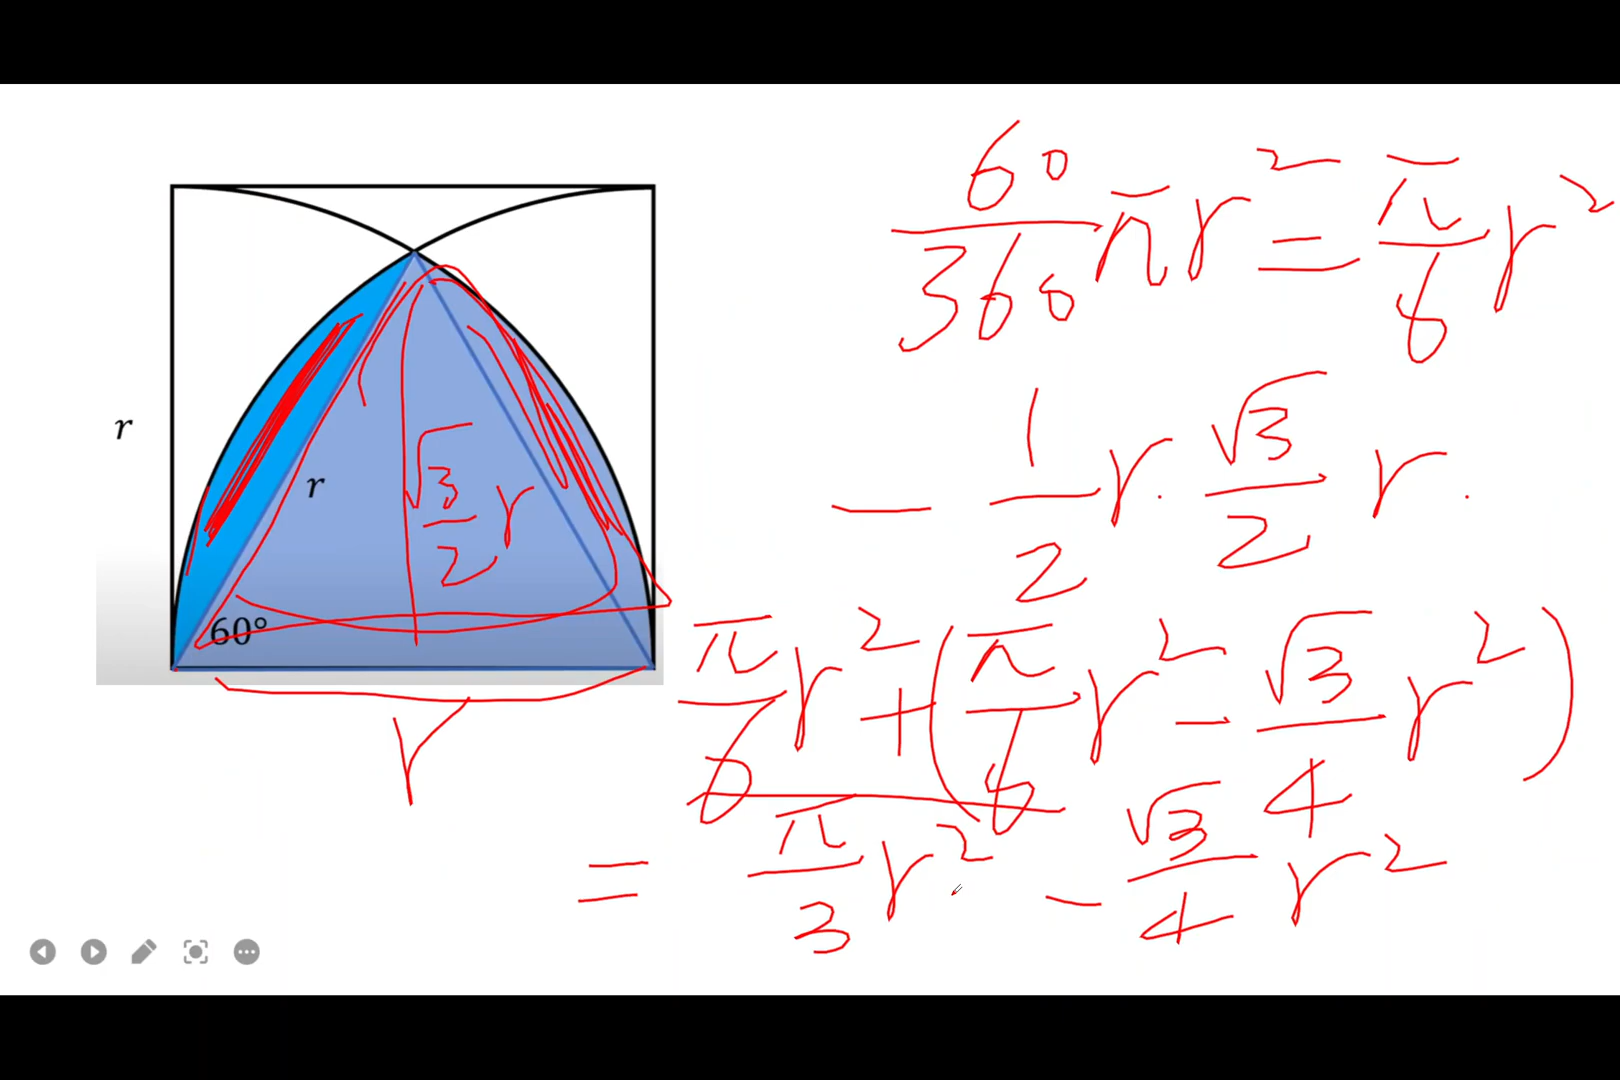 r
r
60°
√3/2 r
r
60/360 πr² = π/6 r²
− 1/2 r · √3/2 r .
π/6 r² + (π/6 r² − √3/4 r²)
= π/3 r² − √3/4 r²